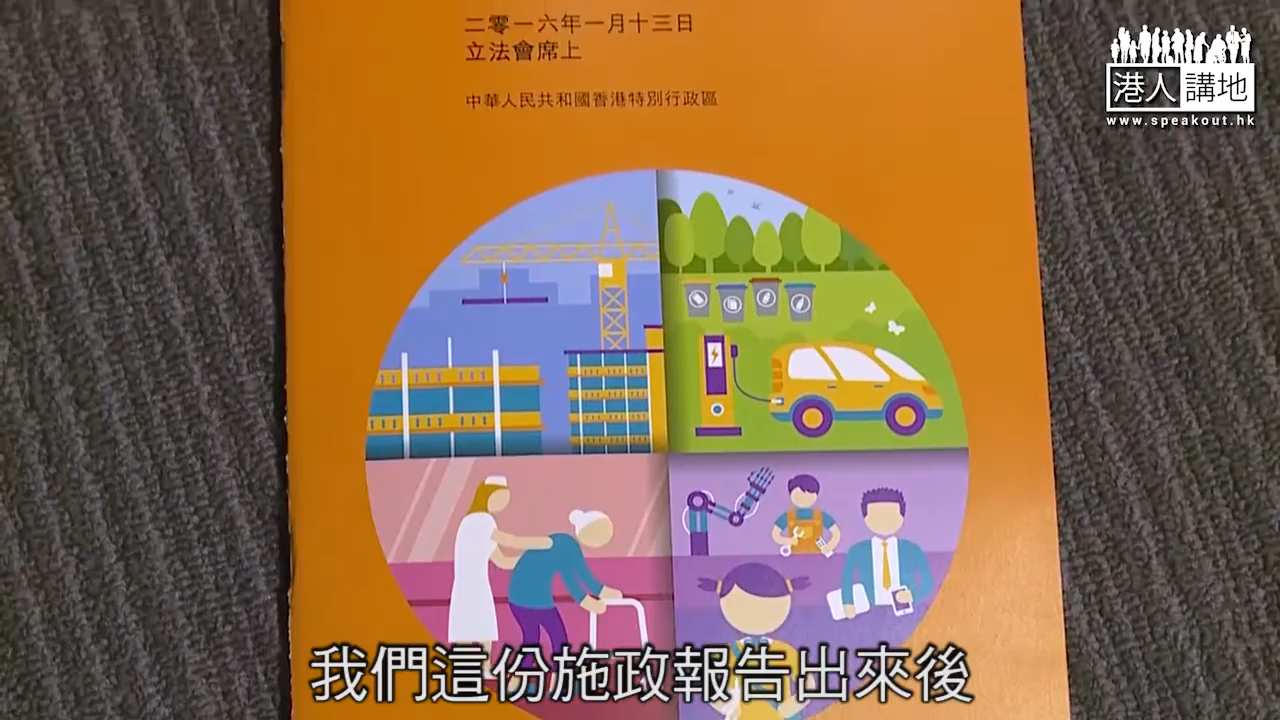 二零一六年一月十三日
立法會席上
中華人民共和國香港特別行政區
港人講地
www.speakout.hk
我們這份施政報告出來後